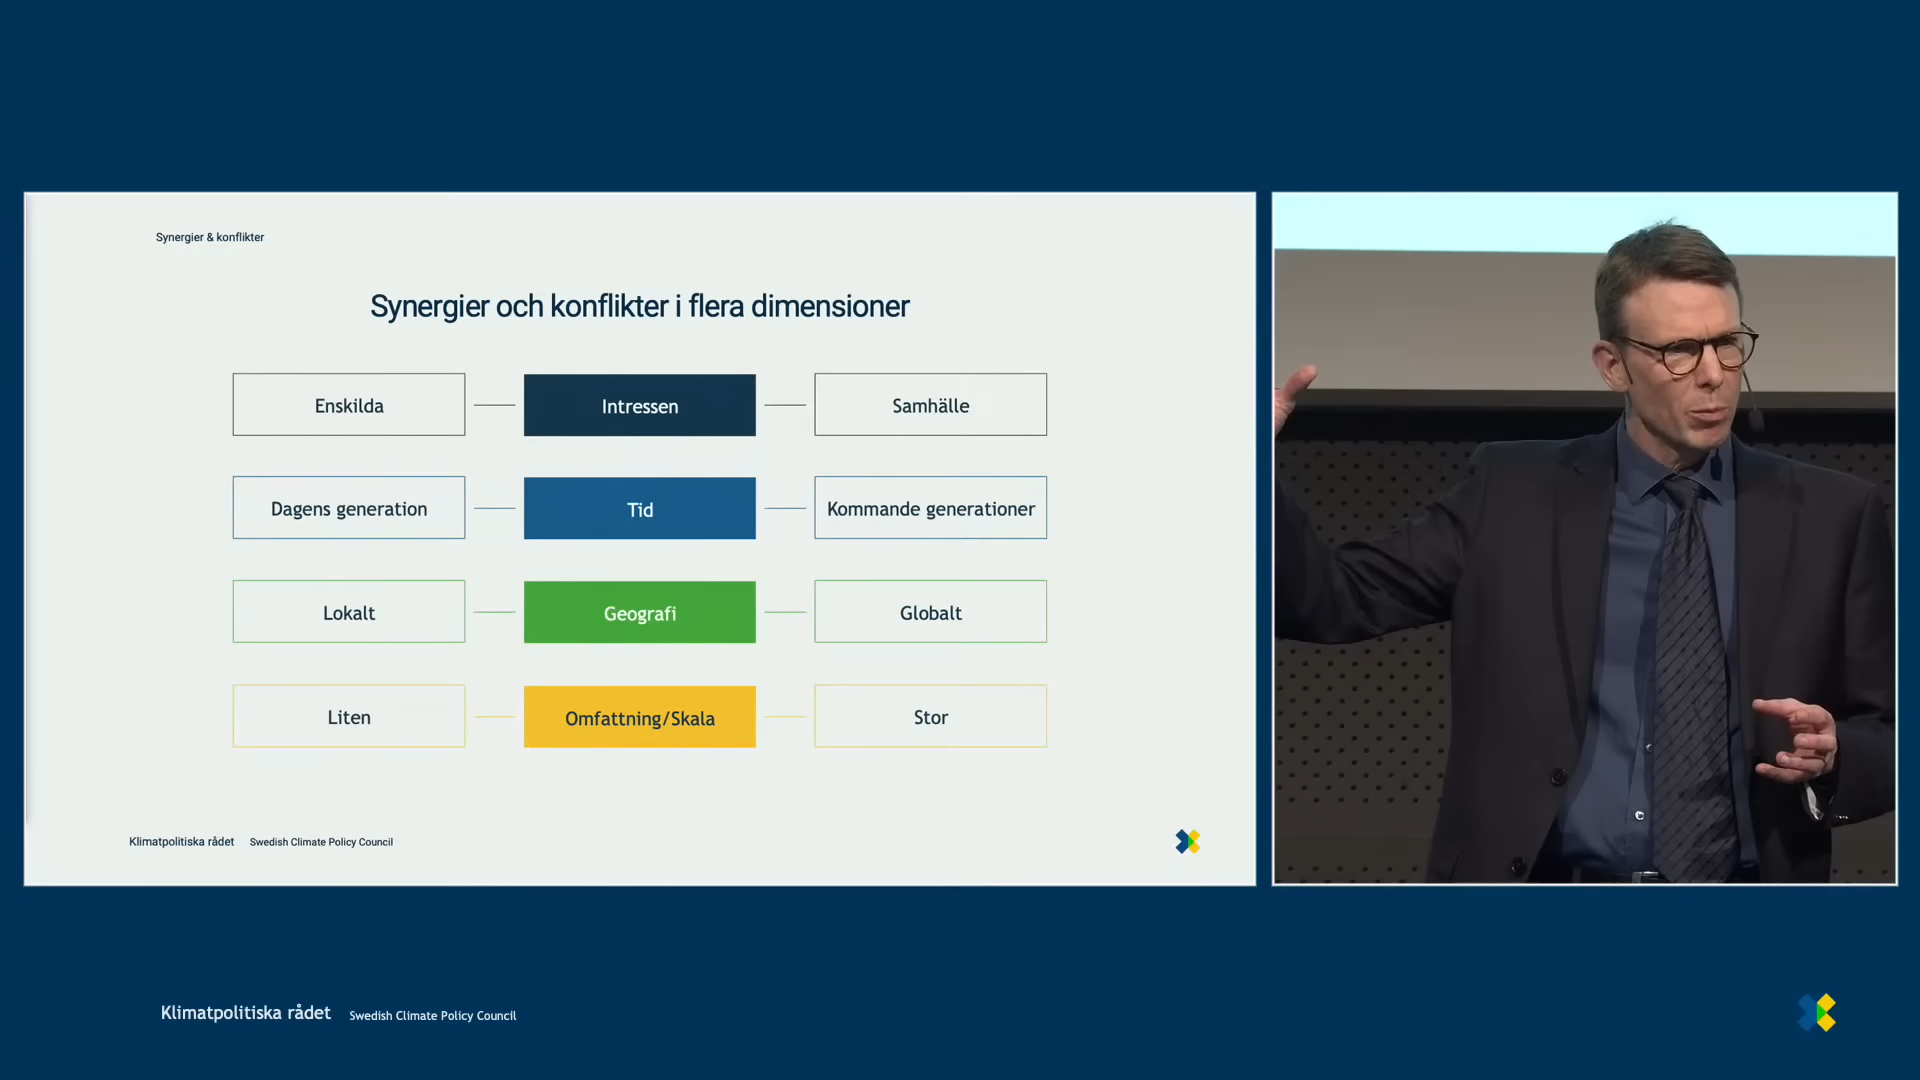 Synergier & konflikter
Synergier och konflikter i flera dimensioner
Enskilda
Intressen
Samhälle
Dagens generation
Tid
Kommande generationer
Lokalt
Geografi
Globalt
Liten
Omfattning/Skala
Stor
Klimatpolitiska rådet Swedish Climate Policy Council
Klimatpolitiska rådet Swedish Climate Policy Council